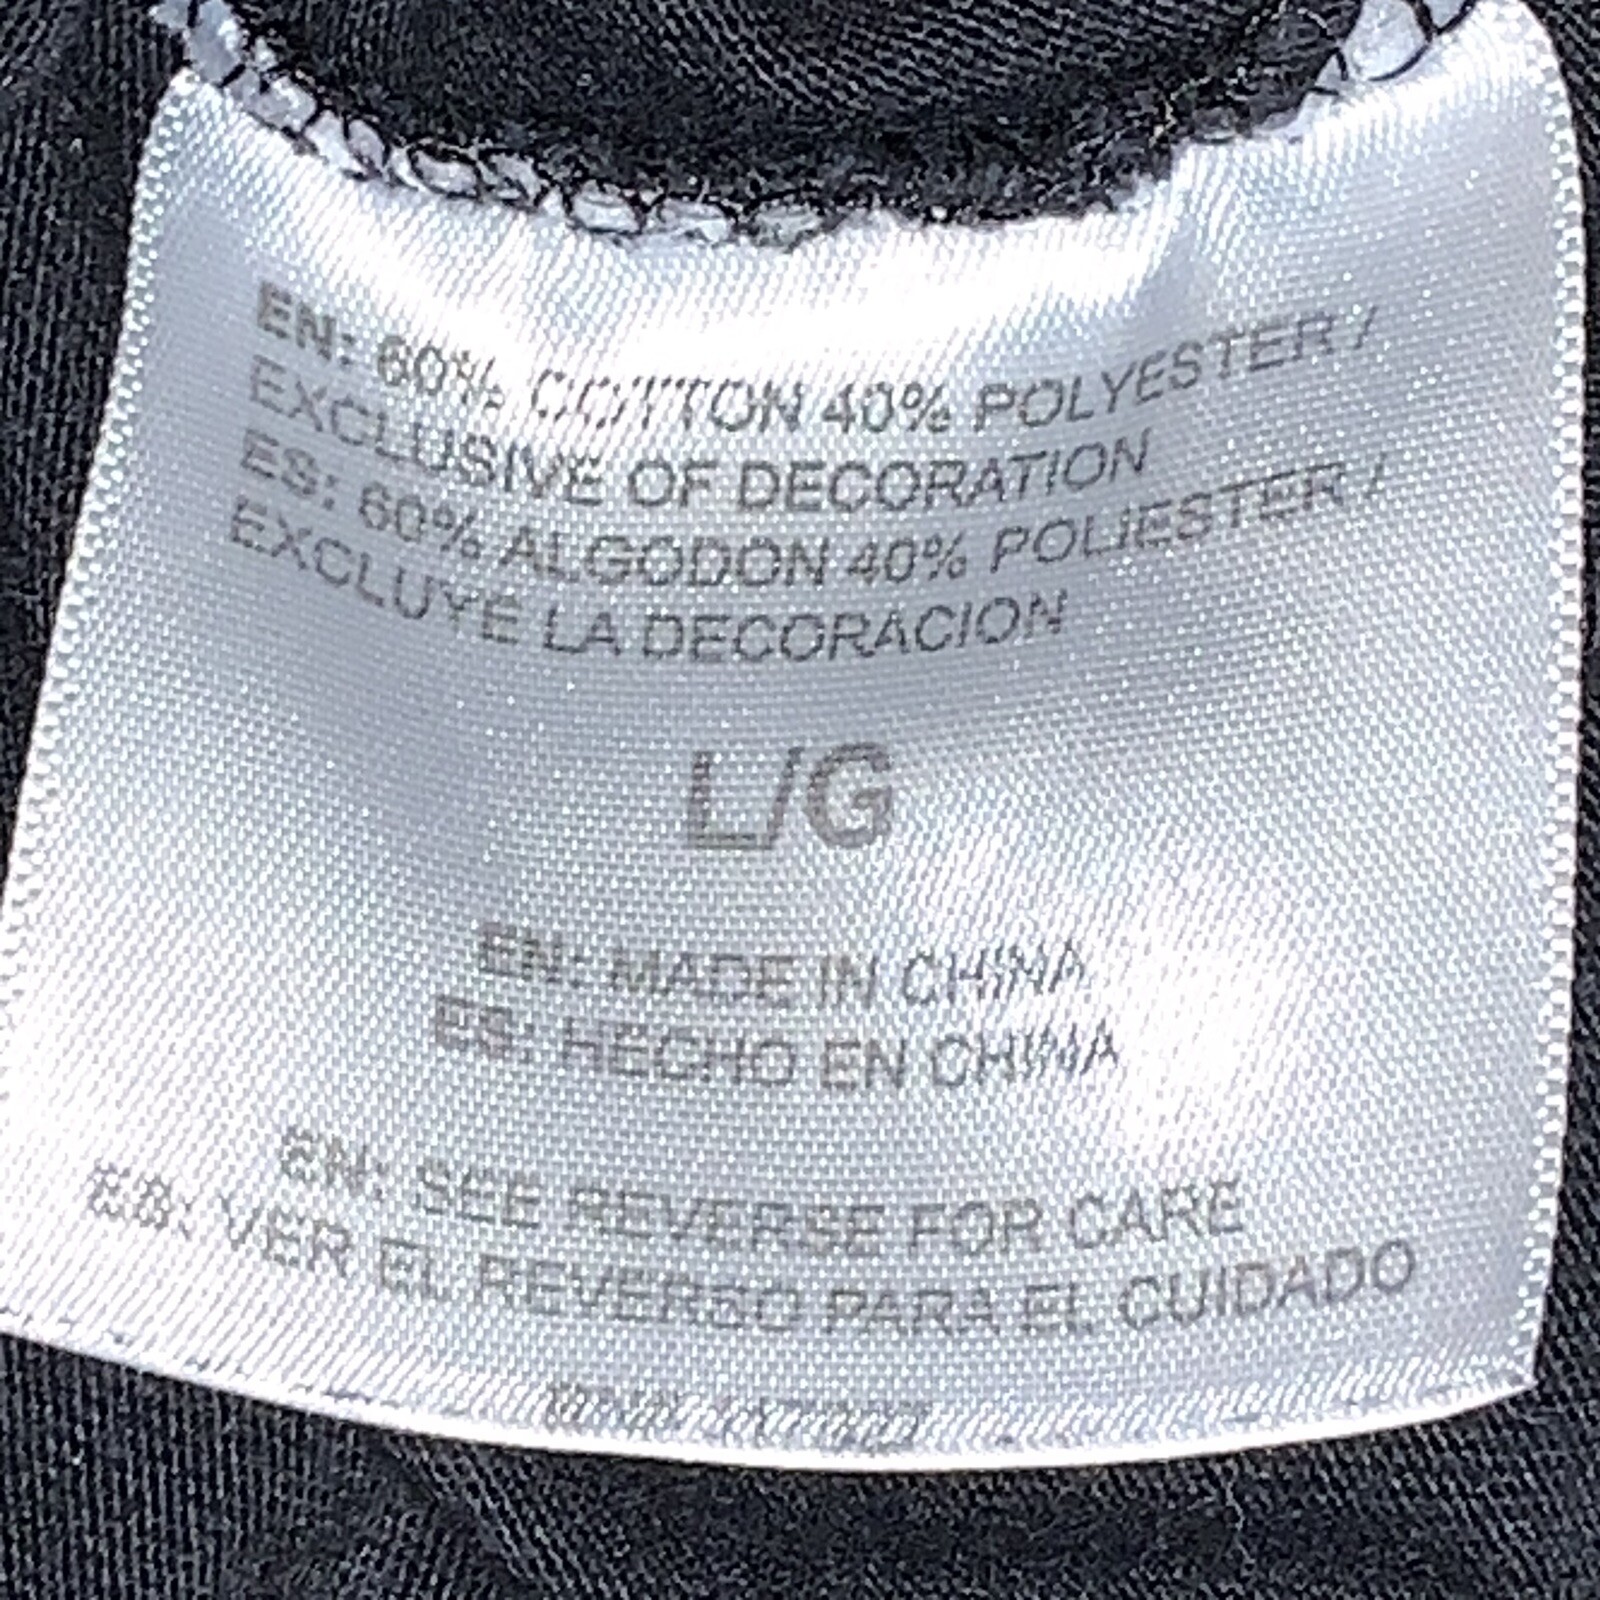 EN: 60% COTTON 40% POLYESTER /
EXCLUSIVE OF DECORATION
ES: 60% ALGODON 40% POLIESTER /
EXCLUYE LA DECORACION
L/G
EN: MADE IN CHINA
ES: HECHO EN CHINA
EN: SEE REVERSE FOR CARE
ES: VER EL REVERSO PARA EL CUIDADO